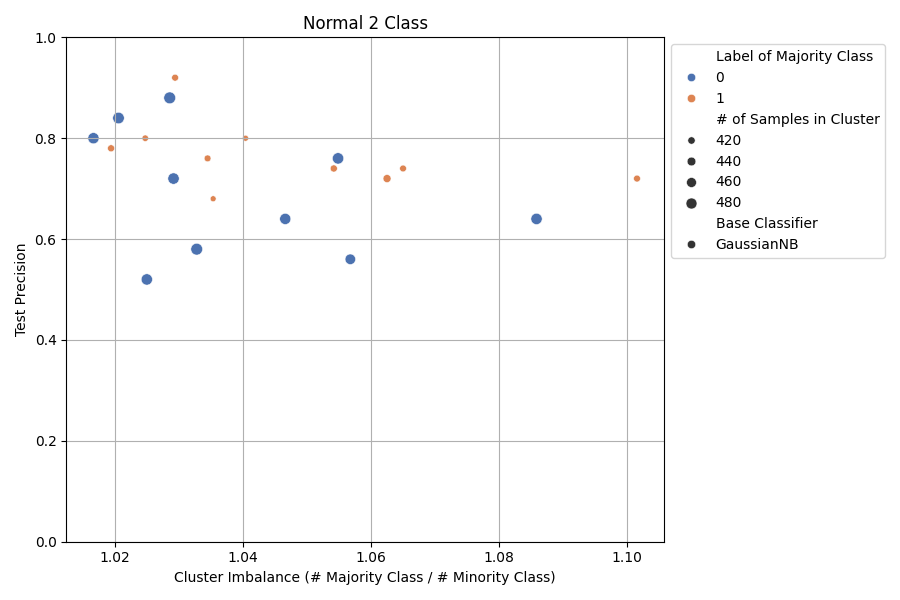 Normal 2 Class
Test Precision
1.0
0.8
0.6
0.4
0.2
0.0
1.02 1.04 1.06 1.08 1.10
Cluster Imbalance (# Majority Class / # Minority Class)
Label of Majority Class
0
1
# of Samples in Cluster
420
440
460
480
Base Classifier
GaussianNB